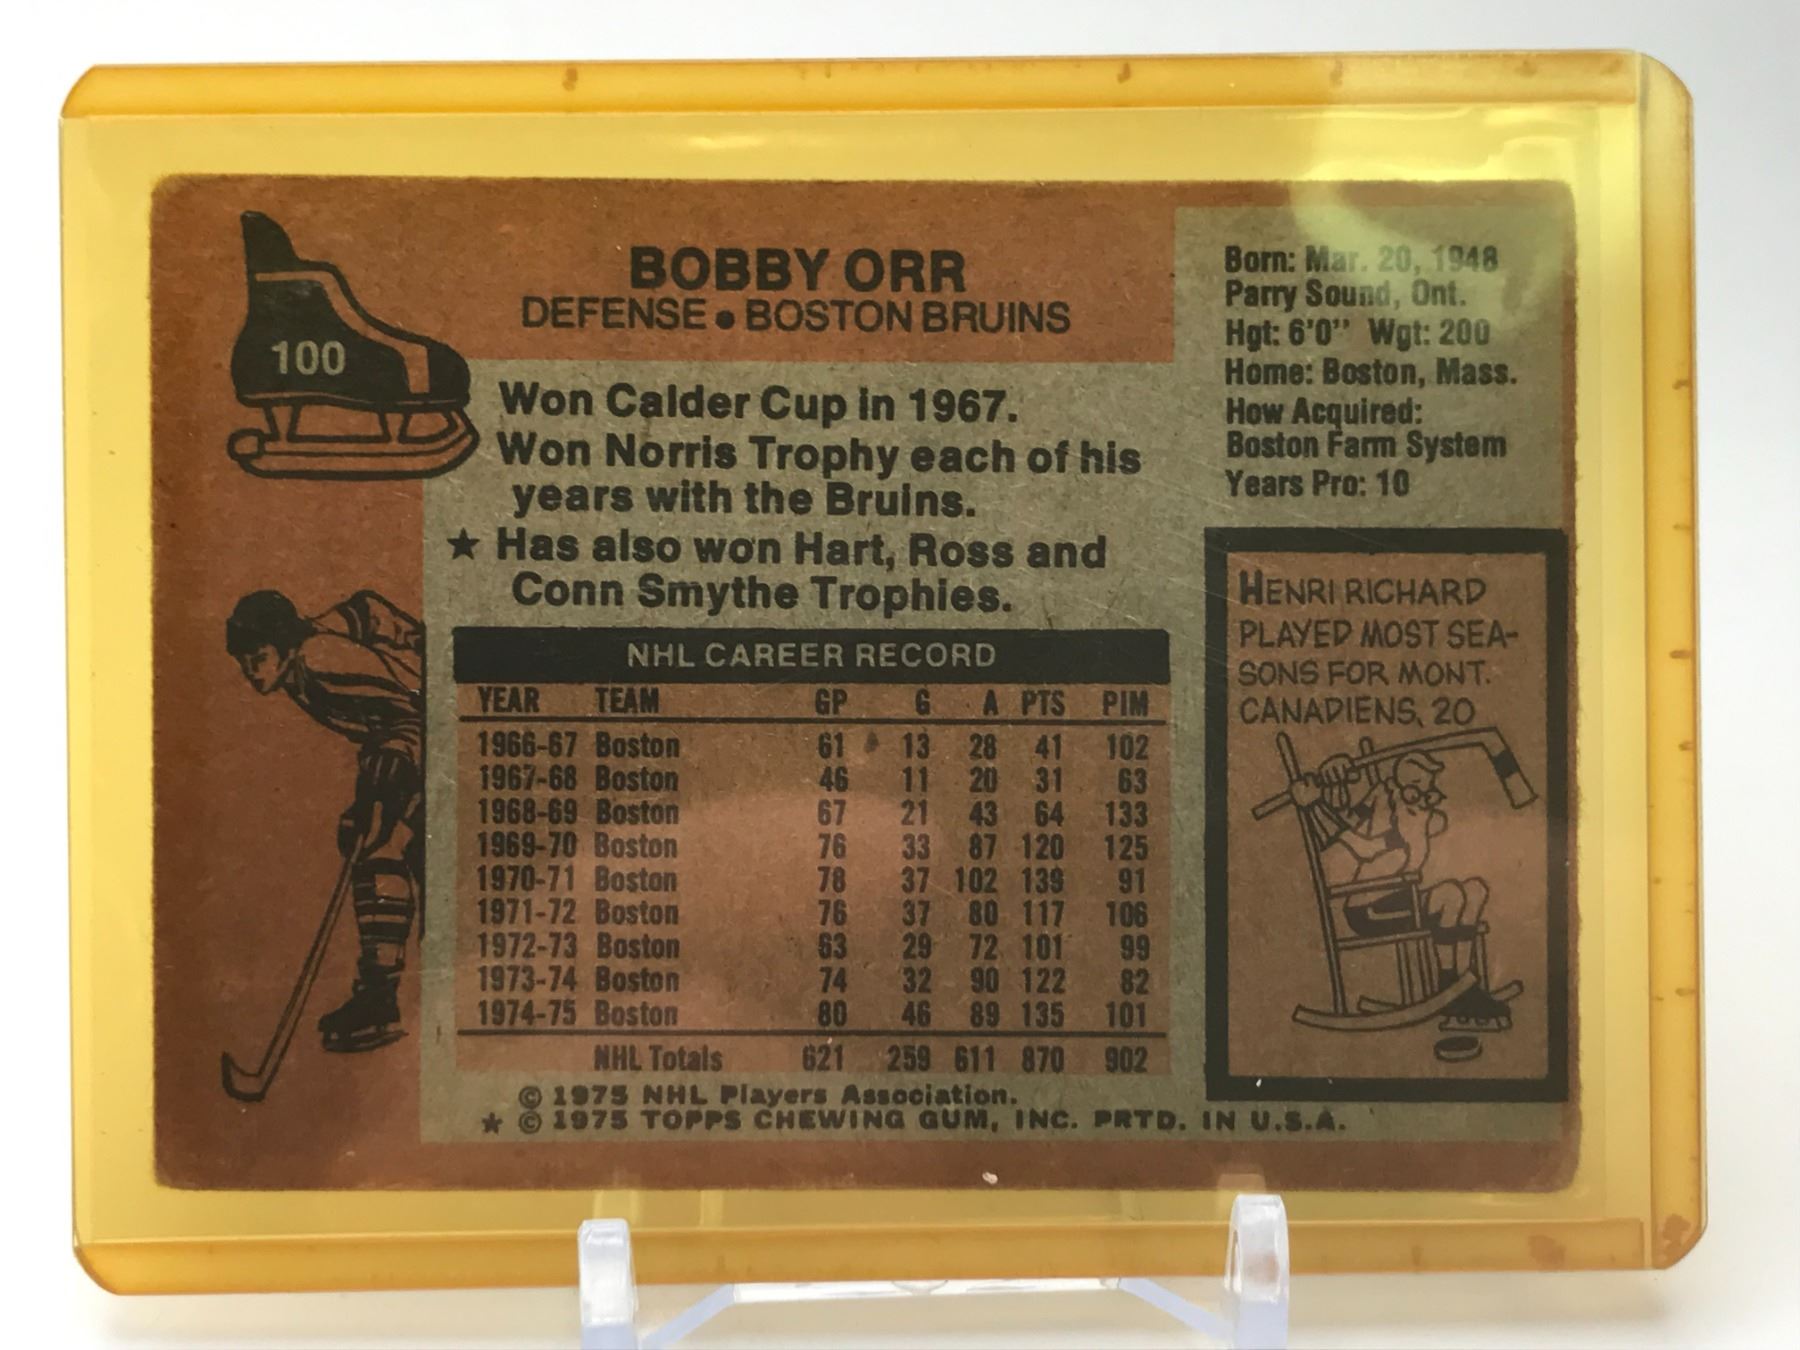 100
BOBBY ORR
DEFENSE • BOSTON BRUINS
Won Calder Cup in 1967.
Won Norris Trophy each of his
years with the Bruins.
★ Has also won Hart, Ross and
Conn Smythe Trophies.
Born: Mar. 20, 1948
Parry Sound, Ont.
Hgt: 6'0" Wgt: 200
Home: Boston, Mass.
How Acquired:
Boston Farm System
Years Pro: 10
HENRI RICHARD
PLAYED MOST SEA-
SONS FOR MONT.
CANADIENS, 20
NHL CAREER RECORD
YEAR TEAM GP G A PTS PIM
1966-67 Boston 61 13 28 41 102
1967-68 Boston 46 11 20 31 63
1968-69 Boston 67 21 43 64 133
1969-70 Boston 76 33 87 120 125
1970-71 Boston 78 37 102 139 91
1971-72 Boston 76 37 80 117 106
1972-73 Boston 63 29 72 101 99
1973-74 Boston 74 32 90 122 82
1974-75 Boston 80 46 89 135 101
NHL Totals 621 259 611 870 902
© 1975 NHL Players Association.
★ © 1975 TOPPS CHEWING GUM, INC. PRTD. IN U.S.A.